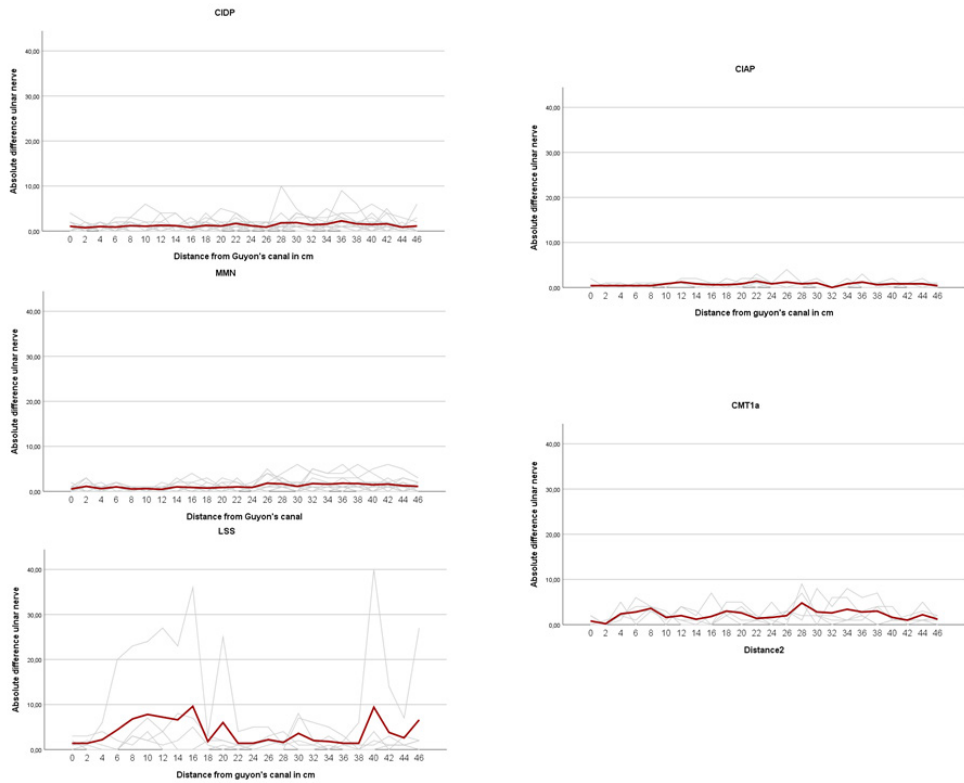 CIDP
Absolute difference ulnar nerve
40,00
30,00
20,00
10,00
0,00
0 2 4 6 8 10 12 14 16 18 20 22 24 26 28 30 32 34 36 38 40 42 44 46
Distance from Guyon's canal in cm
MMN
Absolute difference ulnar nerve
40,00
30,00
20,00
10,00
0,00
0 2 4 6 8 10 12 14 16 18 20 22 24 26 28 30 32 34 36 38 40 42 44 46
Distance from Guyon's canal
LSS
Absolute difference ulnar nerve
40,00
30,00
20,00
10,00
0,00
0 2 4 6 8 10 12 14 16 18 20 22 24 26 28 30 32 34 36 38 40 42 44 46
Distance from guyon's canal in cm
CIAP
Absolute difference ulnar nerve
40,00
30,00
20,00
10,00
0,00
0 2 4 6 8 10 12 14 16 18 20 22 24 26 28 30 32 34 36 38 40 42 44 46
Distance from guyon's canal in cm
CMT1a
Absolute difference ulnar nerve
40,00
30,00
20,00
10,00
0,00
0 2 4 6 8 10 12 14 16 18 20 22 24 26 28 30 32 34 36 38 40 42 44 46
Distance2